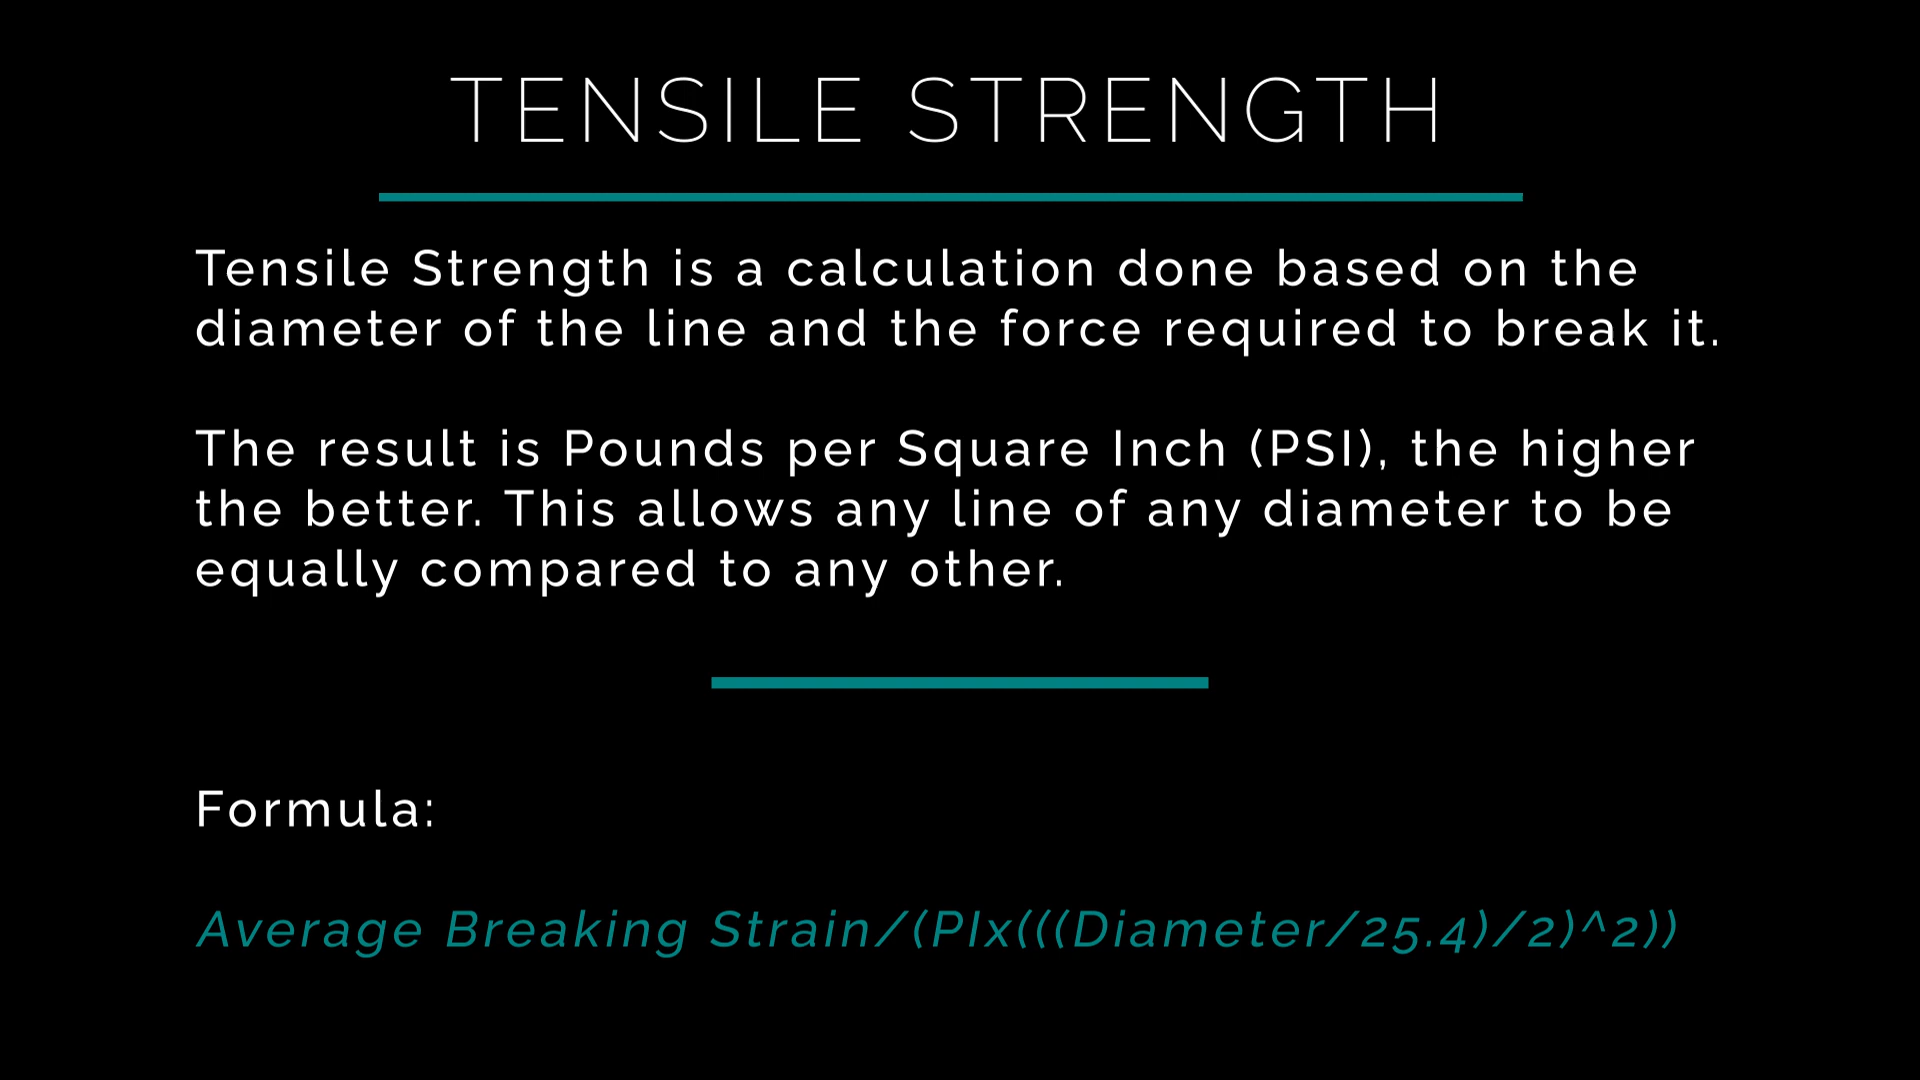 TENSILE STRENGTH
Tensile Strength is a calculation done based on the
diameter of the line and the force required to break it.
The result is Pounds per Square Inch (PSI), the higher
the better. This allows any line of any diameter to be
equally compared to any other.
Formula:
Average Breaking Strain/(PIx(((Diameter/25.4)/2)^2))